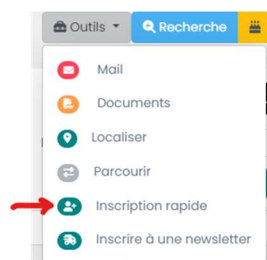 Outils
Recherche
Mail
Documents
Localiser
Parcourir
Inscription rapide
Inscrire à une newsletter